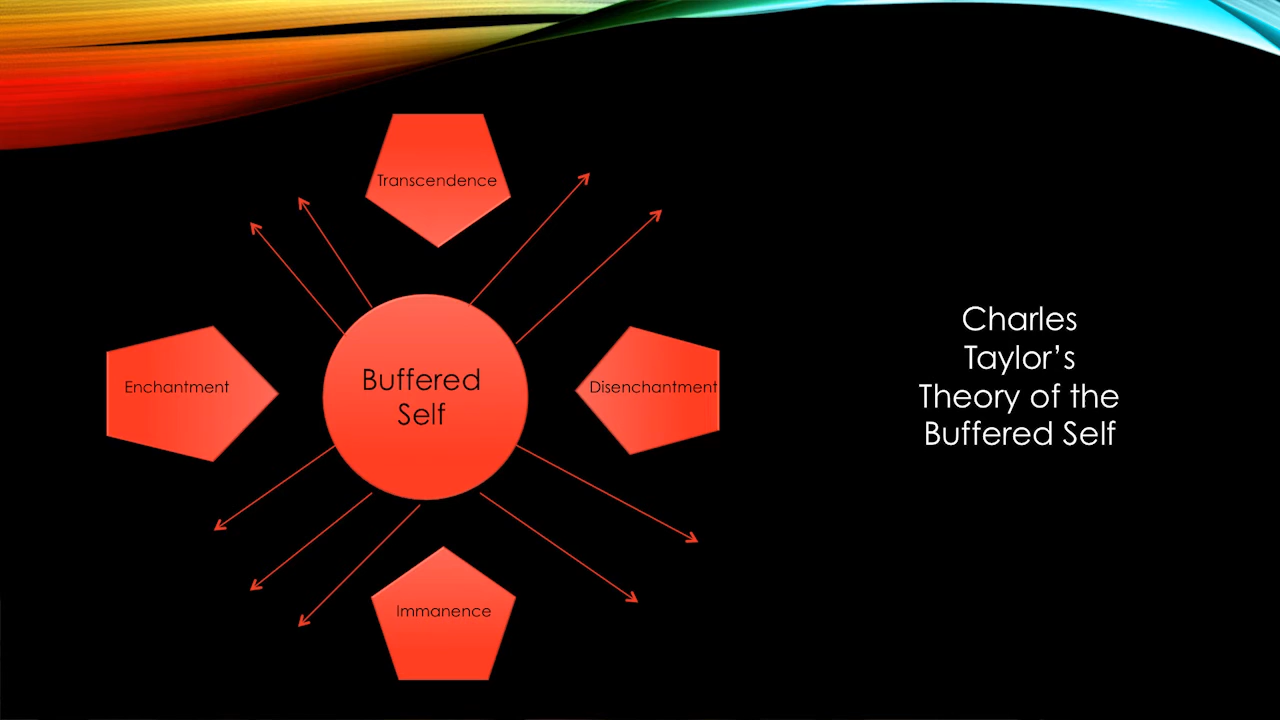 Transcendence
Enchantment
Buffered
Self
Disenchantment
Immanence
Charles
Taylor’s
Theory of the
Buffered Self